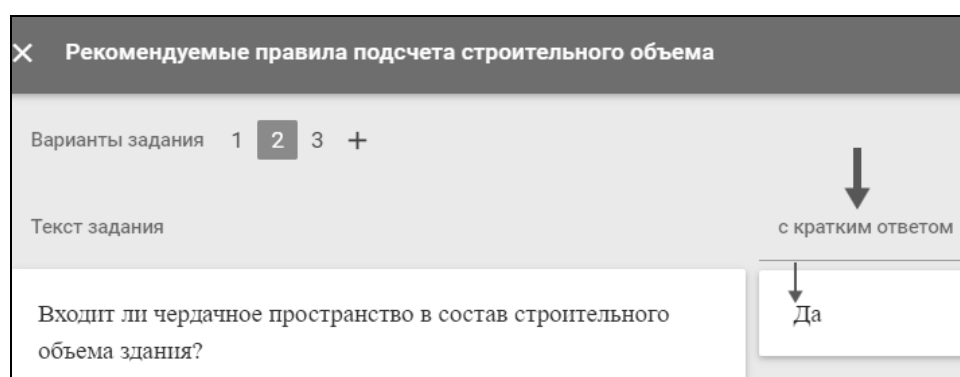 × Рекомендуемые правила подсчета строительного объема
Варианты задания 1 2 3 +
Текст задания с кратким ответом
Входит ли чердачное пространство в состав строительного Да
объема здания?